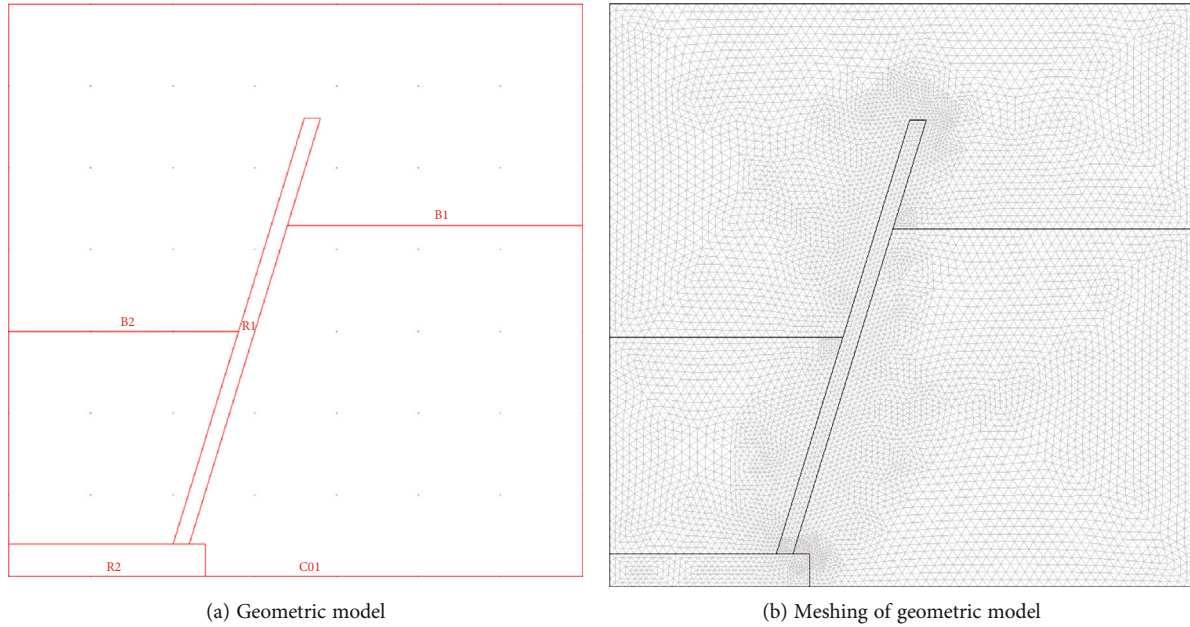 B1
B2
R1
R2
C01
(a) Geometric model
(b) Meshing of geometric model